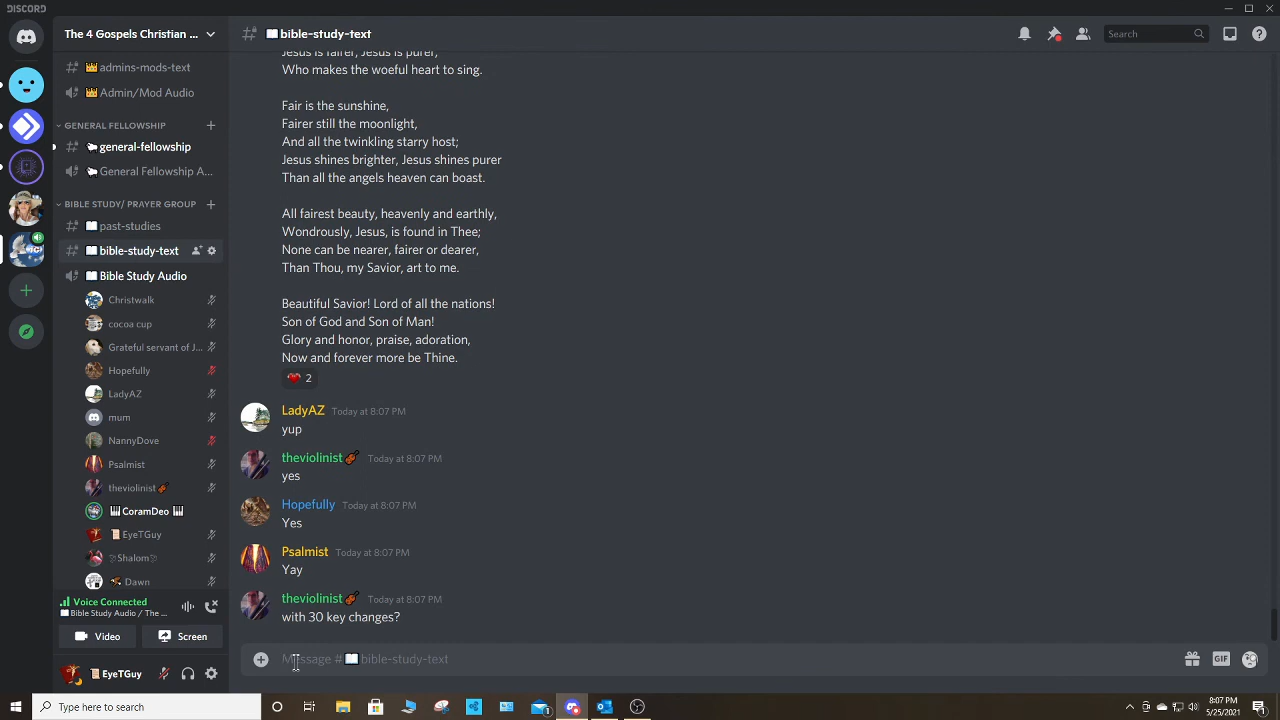 DISCORD
The 4 Gospels Christian ...
bible-study-text
Search
admins-mods-text
Admin/Mod Audio
GENERAL FELLOWSHIP
general-fellowship
General Fellowship A...
BIBLE STUDY/ PRAYER GROUP
past-studies
bible-study-text
Bible Study Audio
Christwalk
cocoa cup
Grateful servant of J...
Hopefully
LadyAZ
mum
NannyDove
Psalmist
theviolinist
CoramDeo
EyeTGuy
Shalom
Dawn
Voice Connected
Bible Study Audio / The ...
Video
Screen
EyeTGuy
Jesus is fairer, Jesus is purer,
Who makes the woeful heart to sing.
Fair is the sunshine,
Fairer still the moonlight,
And all the twinkling starry host;
Jesus shines brighter, Jesus shines purer
Than all the angels heaven can boast.
All fairest beauty, heavenly and earthly,
Wondrously, Jesus, is found in Thee;
None can be nearer, fairer or dearer,
Than Thou, my Savior, art to me.
Beautiful Savior! Lord of all the nations!
Son of God and Son of Man!
Glory and honor, praise, adoration,
Now and forever more be Thine.
2
LadyAZ Today at 8:07 PM
yup
theviolinist Today at 8:07 PM
yes
Hopefully Today at 8:07 PM
Yes
Psalmist Today at 8:07 PM
Yay
theviolinist Today at 8:07 PM
with 30 key changes?
Message # bible-study-text
GIF
Type here to search
8:07 PM
5/25/2021